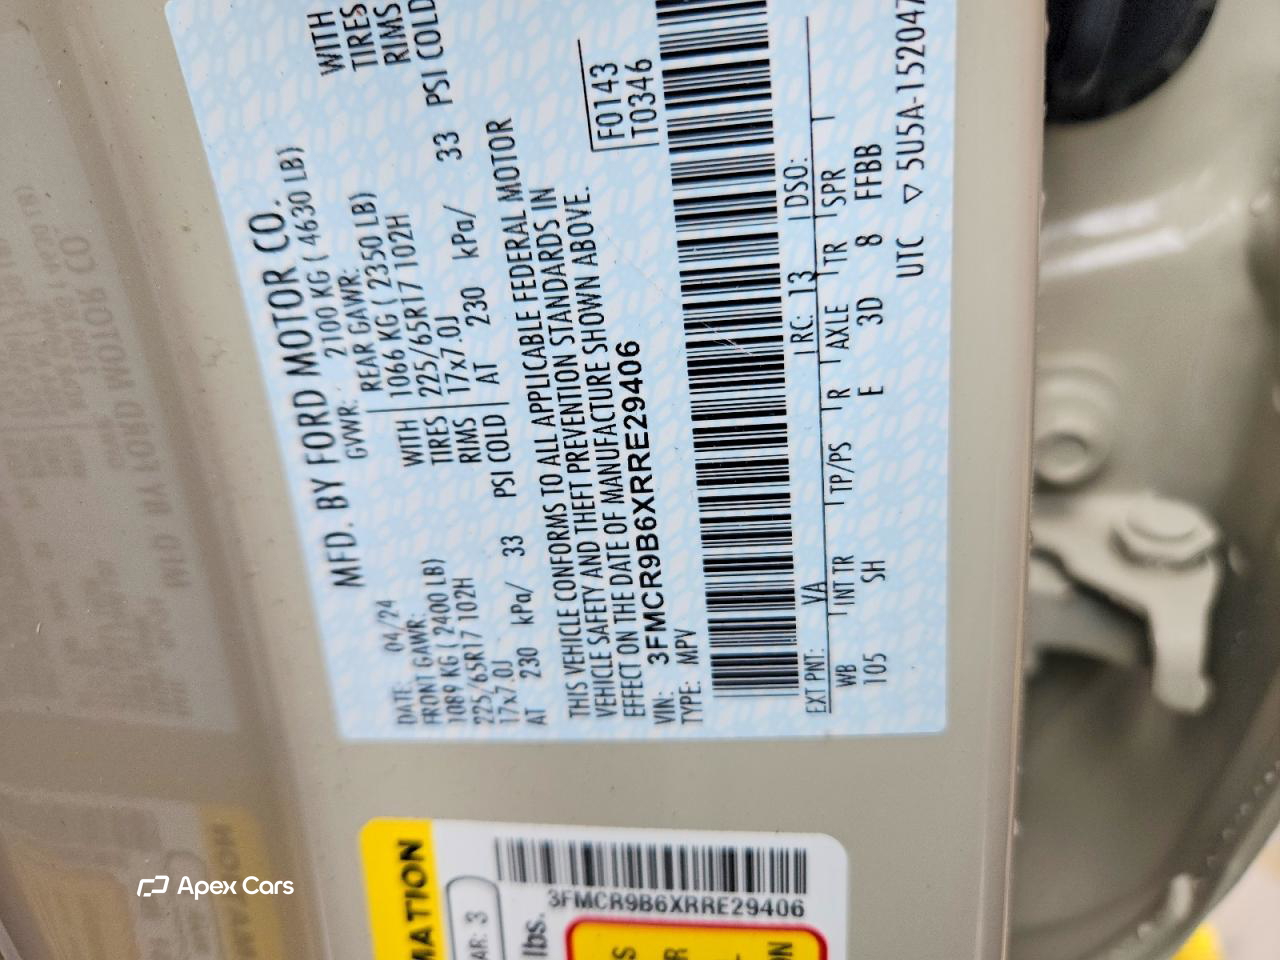 MFD. BY FORD MOTOR CO.
DATE: 04/24
GVWR: 2100 KG ( 4630 LB)
FRONT GAWR:
1089 KG ( 2400 LB)
225/65R17 102H
17x7.0J
AT 230 kPa/ 33 PSI COLD
WITH
TIRES
RIMS
REAR GAWR:
1066 KG ( 2350 LB)
225/65R17 102H
17x7.0J
AT 230 kPa/ 33 PSI COLD
WITH
TIRES
RIMS
THIS VEHICLE CONFORMS TO ALL APPLICABLE FEDERAL MOTOR
VEHICLE SAFETY AND THEFT PREVENTION STANDARDS IN
EFFECT ON THE DATE OF MANUFACTURE SHOWN ABOVE.
VIN: 3FMCR9B6XRRE29406
TYPE: MPV
F0143
T0346
EXT PNT: YA RC: 13 DSO:
WB INT TR TP/PS R AXLE TR SPR
105 SH E 3D 8 FFBB
UTC ▽ 5U5A-152047
MATION
AR: 3
lbs.
3FMCR9B6XRRE29406
Apex Cars